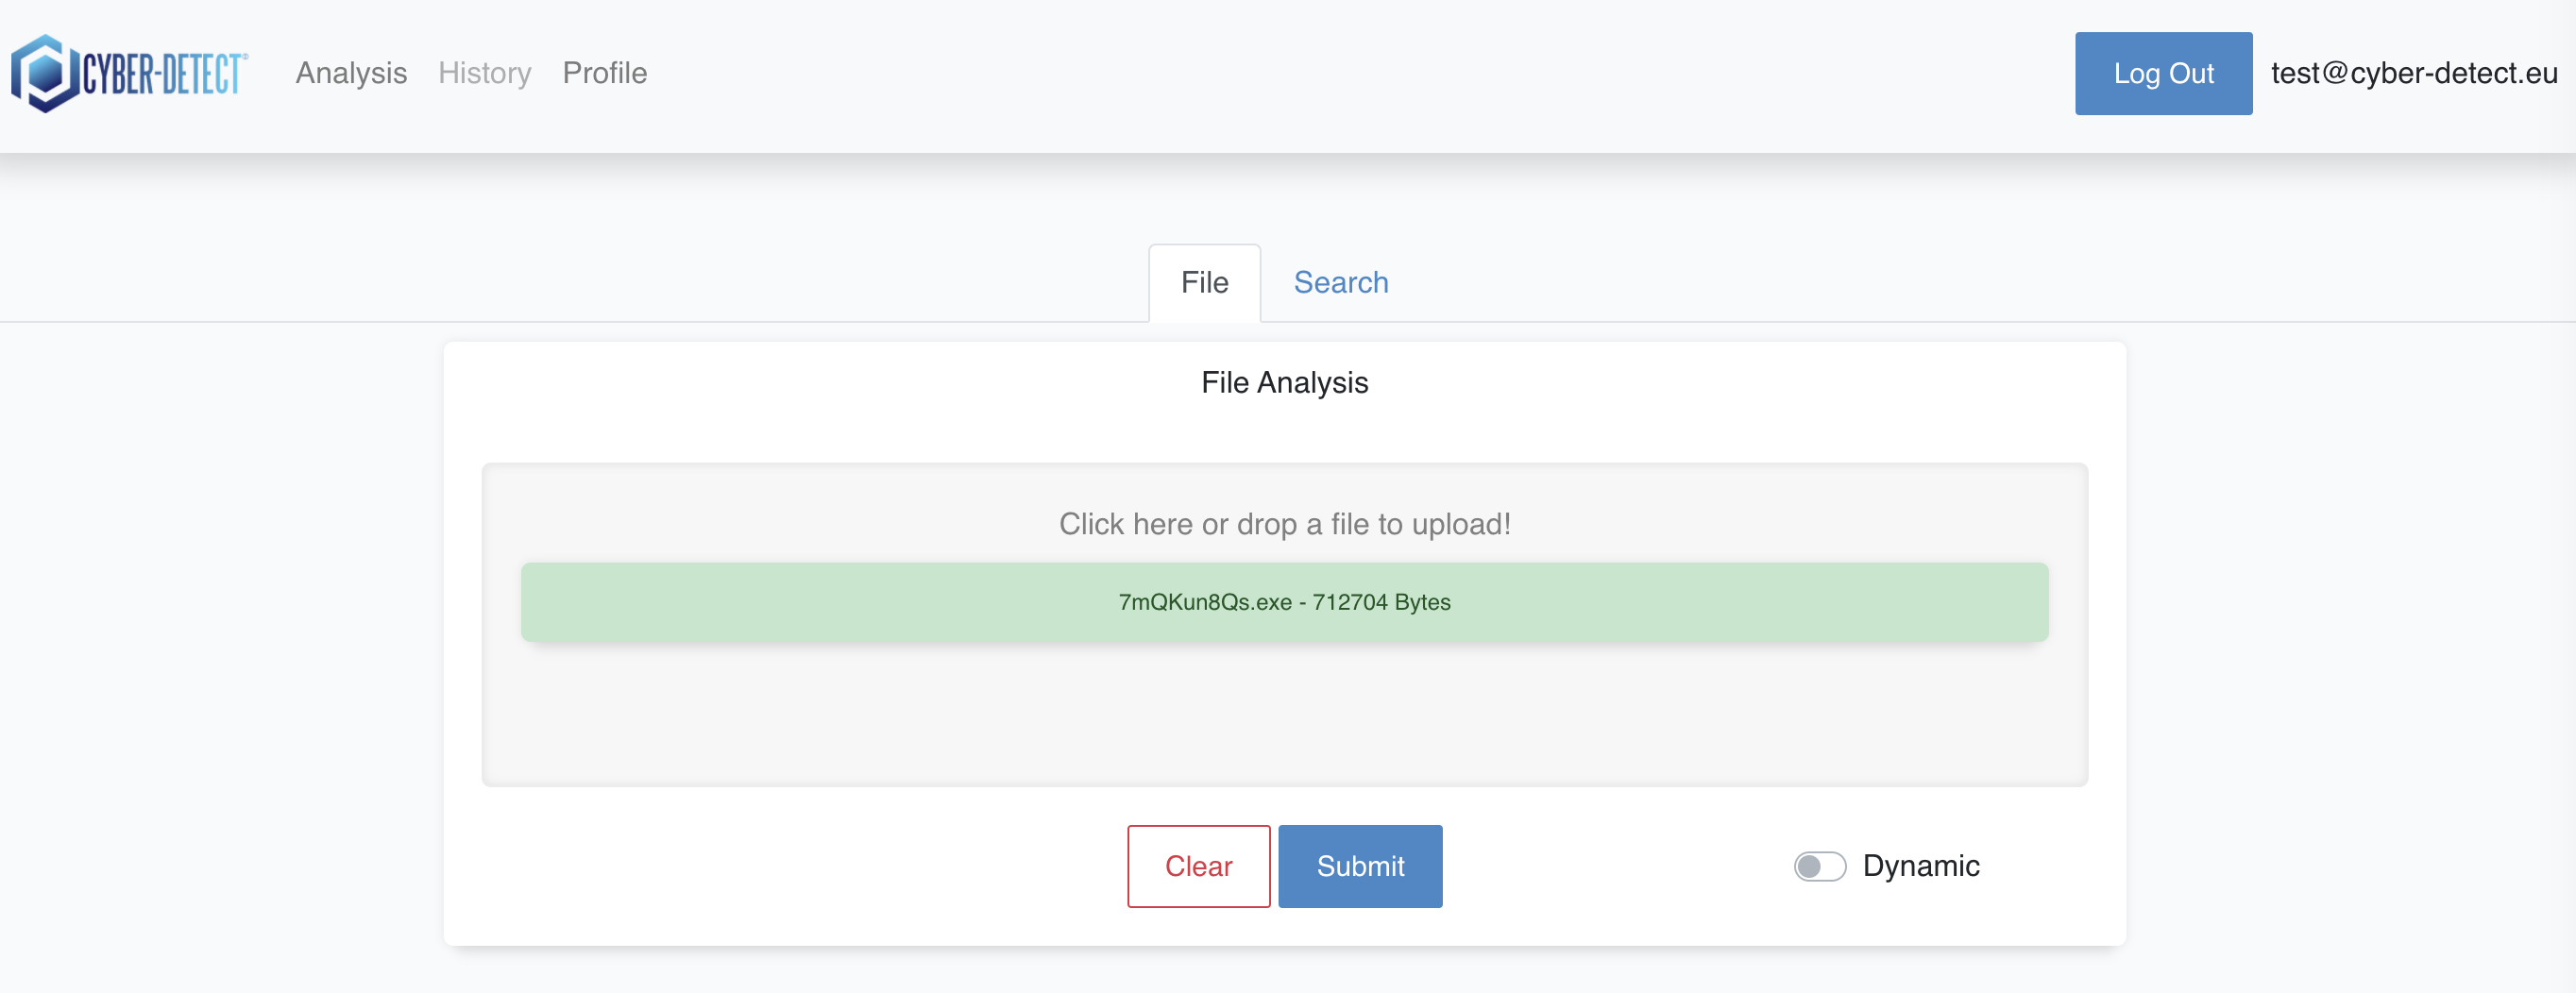 CYBER-DETECT®
Analysis History Profile
Log Out test@cyber-detect.eu
File Search
File Analysis
Click here or drop a file to upload!
7mQKun8Qs.exe - 712704 Bytes
Clear Submit Dynamic